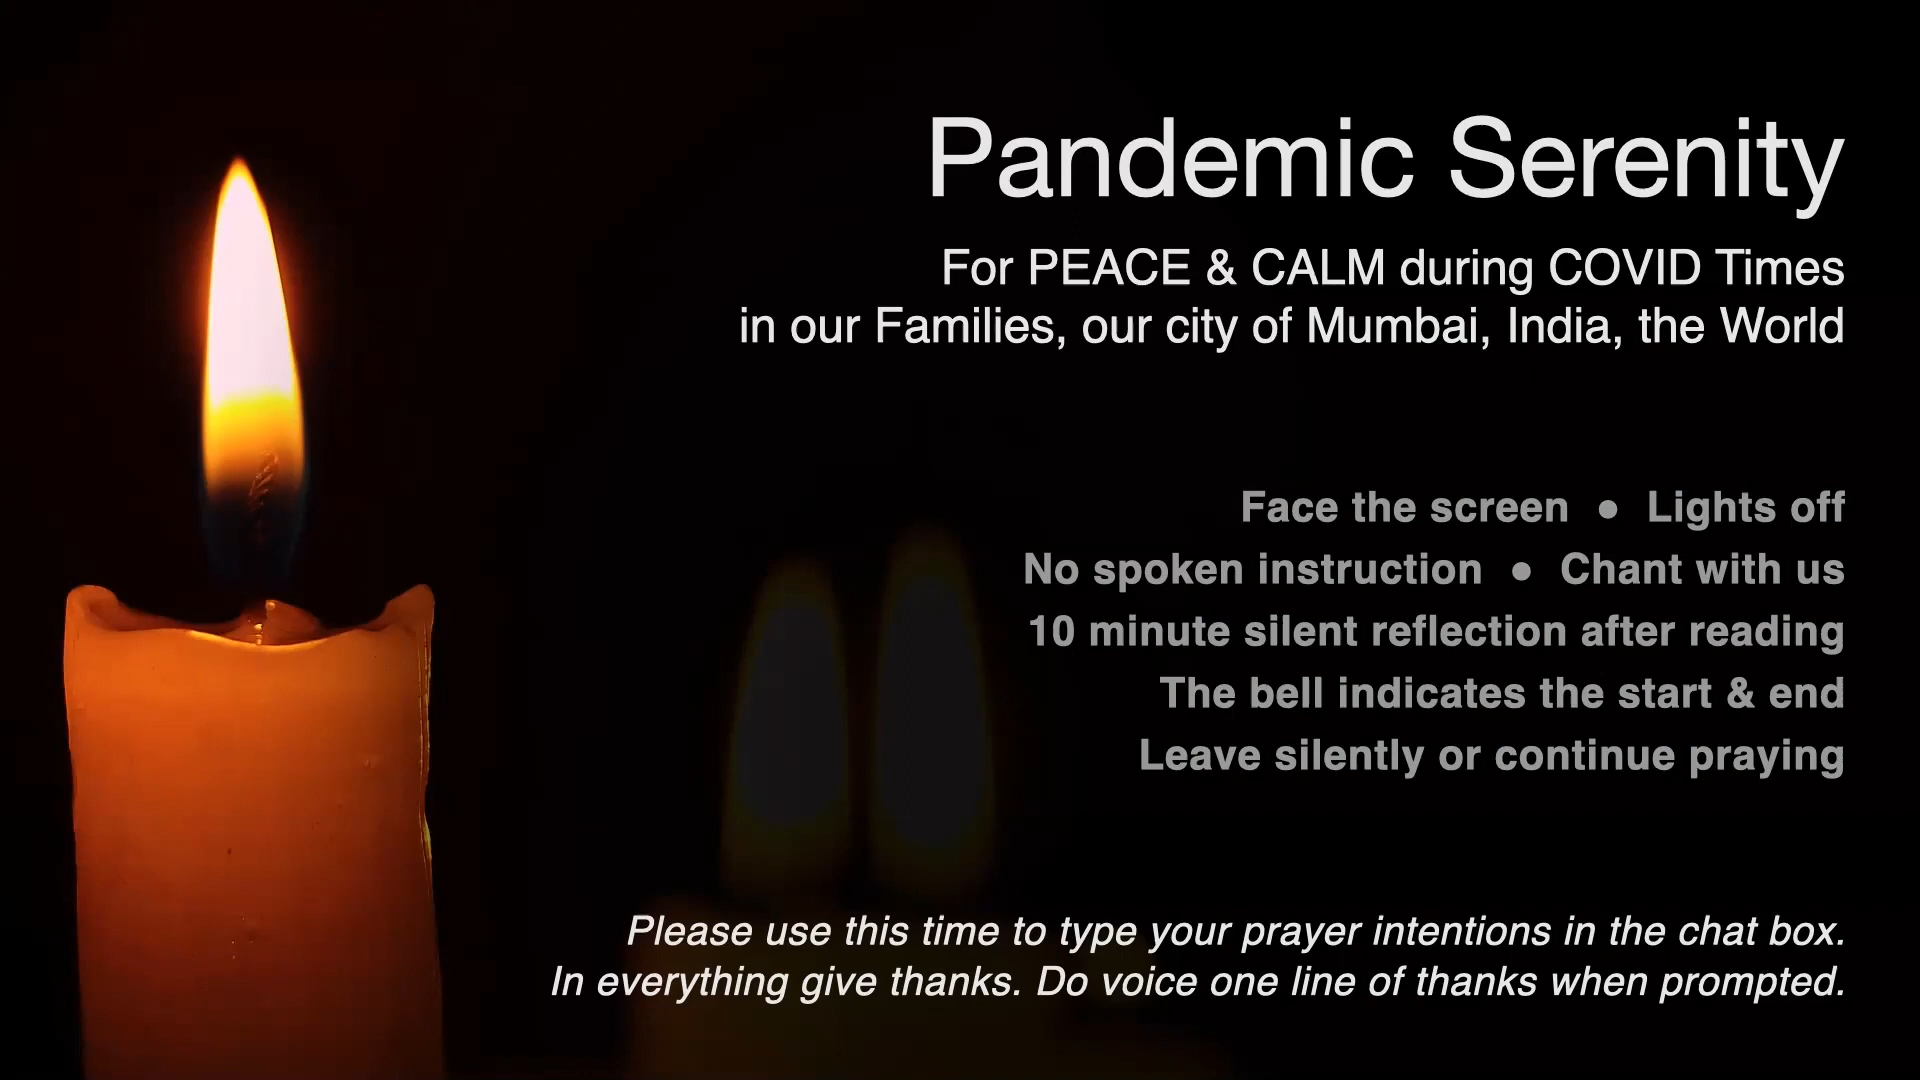 Pandemic Serenity
For PEACE & CALM during COVID Times
in our Families, our city of Mumbai, India, the World
Face the screen ● Lights off
No spoken instruction ● Chant with us
10 minute silent reflection after reading
The bell indicates the start & end
Leave silently or continue praying
Please use this time to type your prayer intentions in the chat box.
In everything give thanks. Do voice one line of thanks when prompted.